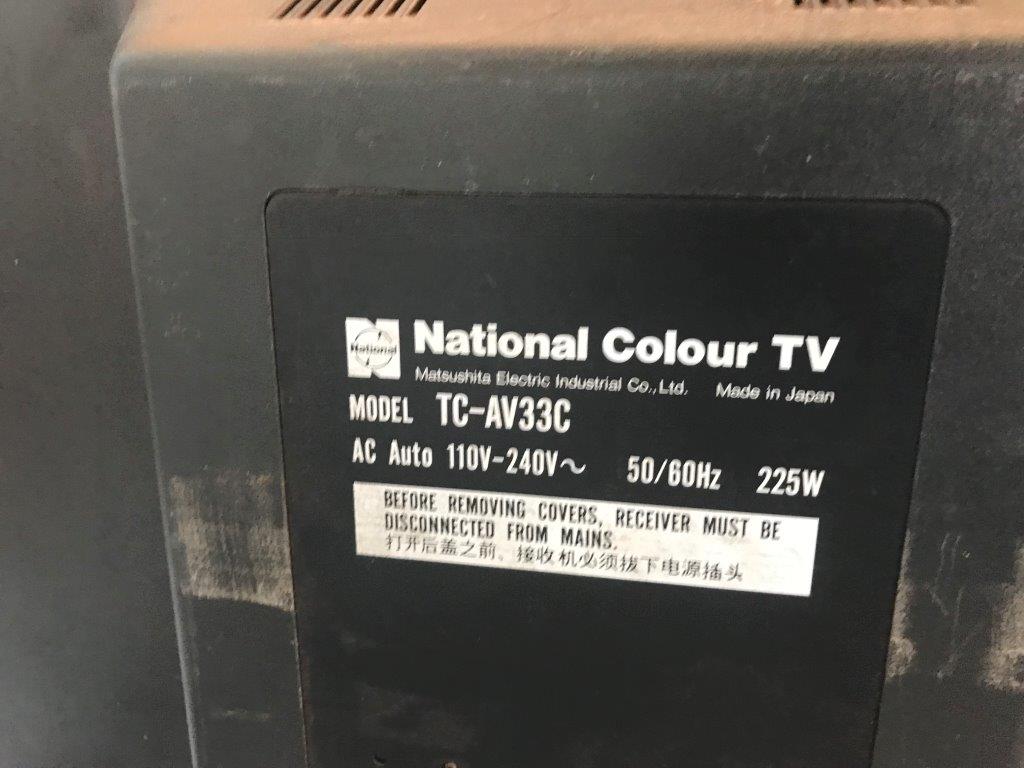 National
National Colour TV
Matsushita Electric Industrial Co.,Ltd. Made in Japan
MODEL TC-AV33C
AC Auto 110V-240V～ 50/60Hz 225W
BEFORE REMOVING COVERS, RECEIVER MUST BE
DISCONNECTED FROM MAINS.
打开后盖之前、接收机必须拔下电源插头